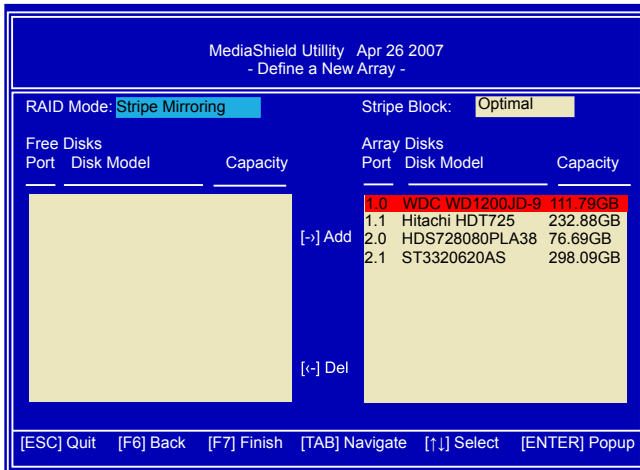 MediaShield Utillity Apr 26 2007
- Define a New Array -
RAID Mode: Stripe Mirroring Stripe Block: Optimal
Free Disks Array Disks
Port Disk Model Capacity Port Disk Model Capacity
1.0 WDC WD1200JD-9 111.79GB
1.1 Hitachi HDT725 232.88GB
[->] Add 2.0 HDS728080PLA38 76.69GB
2.1 ST3320620AS 298.09GB
[<-] Del
[ESC] Quit [F6] Back [F7] Finish [TAB] Navigate [↑↓] Select [ENTER] Popup